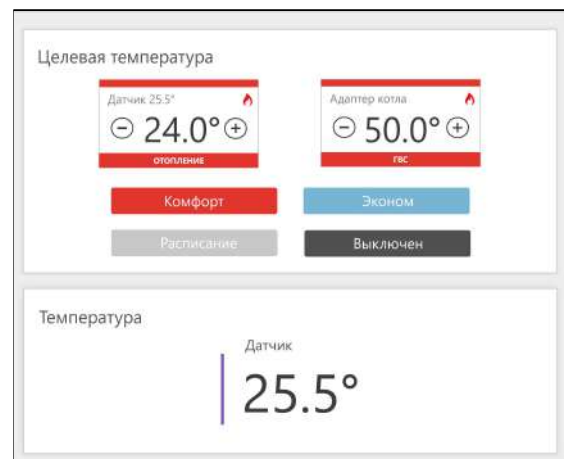 Целевая температура
Датчик 25.5°
24.0°
отопление
Адаптер котла
50.0°
ГВС
Комфорт
Эконом
Расписание
Выключен
Температура
Датчик
25.5°